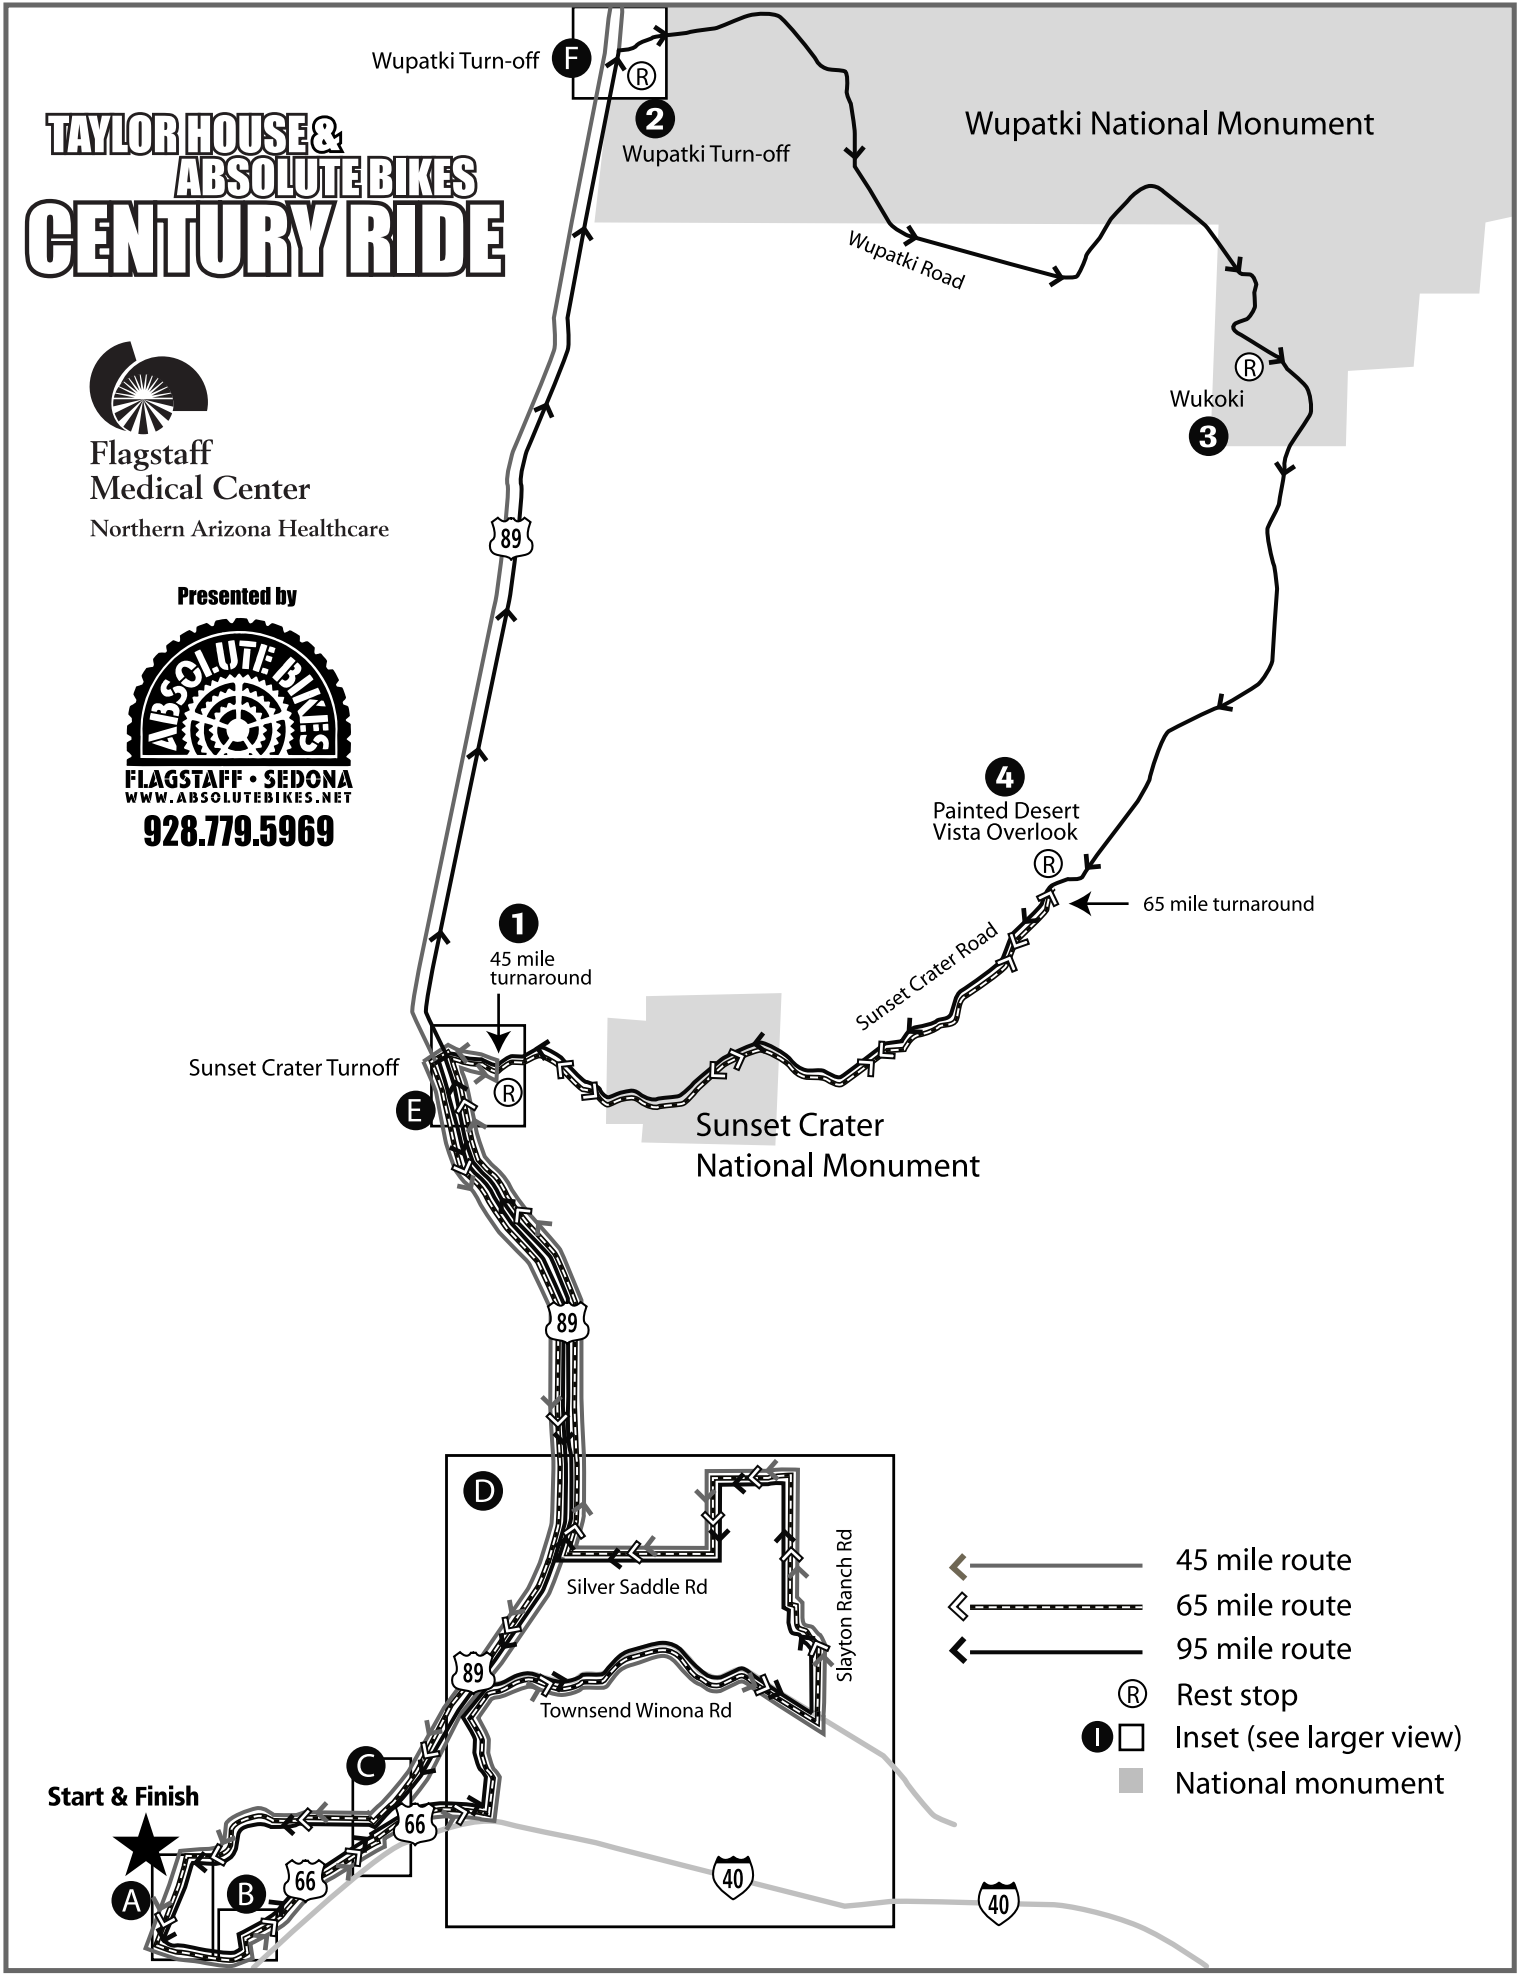 Wupatki Turn-off
F
R
2
Wupatki Turn-off
Wupatki National Monument
TAYLOR HOUSE &
ABSOLUTE BIKES
CENTURY RIDE
Wupatki Road
R
Wukoki
3
Flagstaff
Medical Center
Northern Arizona Healthcare
89
Presented by
ABSOLUTE BIKES
FLAGSTAFF • SEDONA
WWW.ABSOLUTEBIKES.NET
928.779.5969
4
Painted Desert
Vista Overlook
R
65 mile turnaround
1
45 mile
turnaround
Sunset Crater Road
Sunset Crater Turnoff
R
E
Sunset Crater
National Monument
89
D
Silver Saddle Rd
Slayton Ranch Rd
89
Townsend Winona Rd
45 mile route
65 mile route
95 mile route
R Rest stop
I Inset (see larger view)
National monument
C
Start & Finish
66
66
A
B
40
40